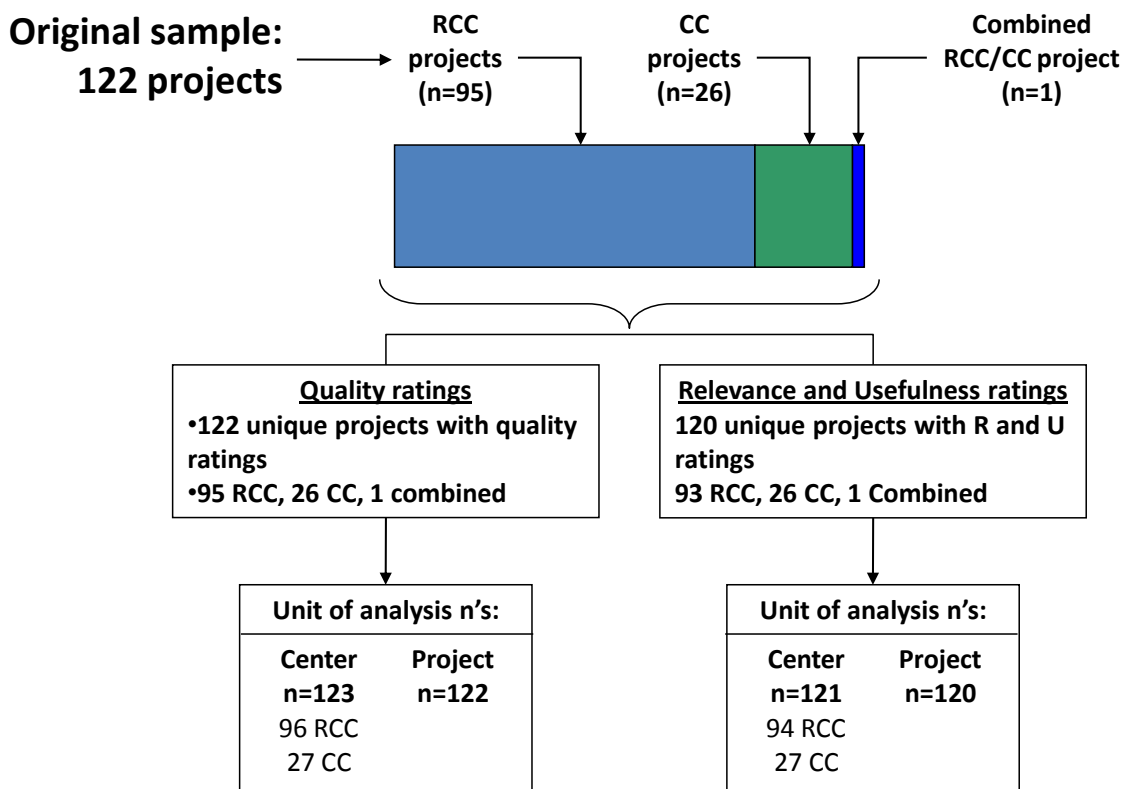 Original sample:
122 projects
RCC
projects
(n=95)
CC
projects
(n=26)
Combined
RCC/CC project
(n=1)
Quality ratings
•122 unique projects with quality
ratings
•95 RCC, 26 CC, 1 combined
Relevance and Usefulness ratings
120 unique projects with R and U
ratings
93 RCC, 26 CC, 1 Combined
Unit of analysis n’s:
Center Project
n=123 n=122
96 RCC
27 CC
Unit of analysis n’s:
Center Project
n=121 n=120
94 RCC
27 CC